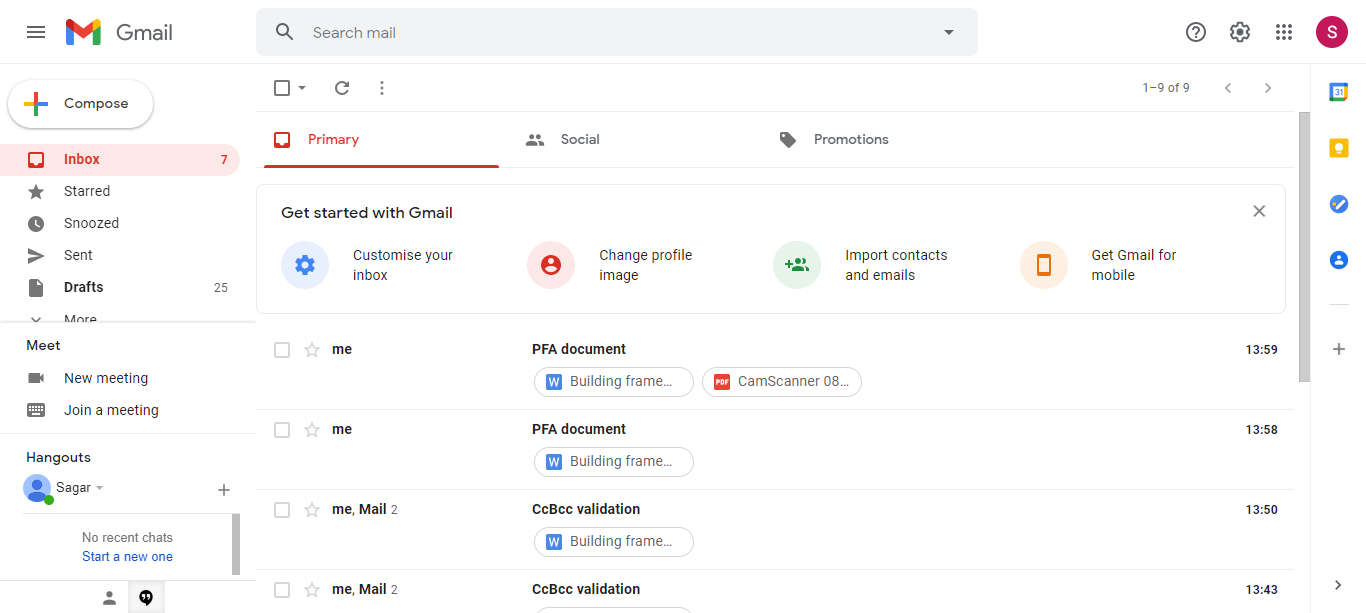 Gmail
Search mail
S
Compose
1–9 of 9
31
Primary
Social
Promotions
Inbox 7
Starred
Snoozed
Sent
Drafts 25
More
Get started with Gmail
Customise your
inbox
Change profile
image
Import contacts
and emails
Get Gmail for
mobile
Meet
New meeting
Join a meeting
Hangouts
Sagar
No recent chats
Start a new one
me PFA document 13:59
W Building frame... PDF CamScanner 08...
me PFA document 13:58
W Building frame...
me, Mail 2 CcBcc validation 13:50
W Building frame...
me, Mail 2 CcBcc validation 13:43